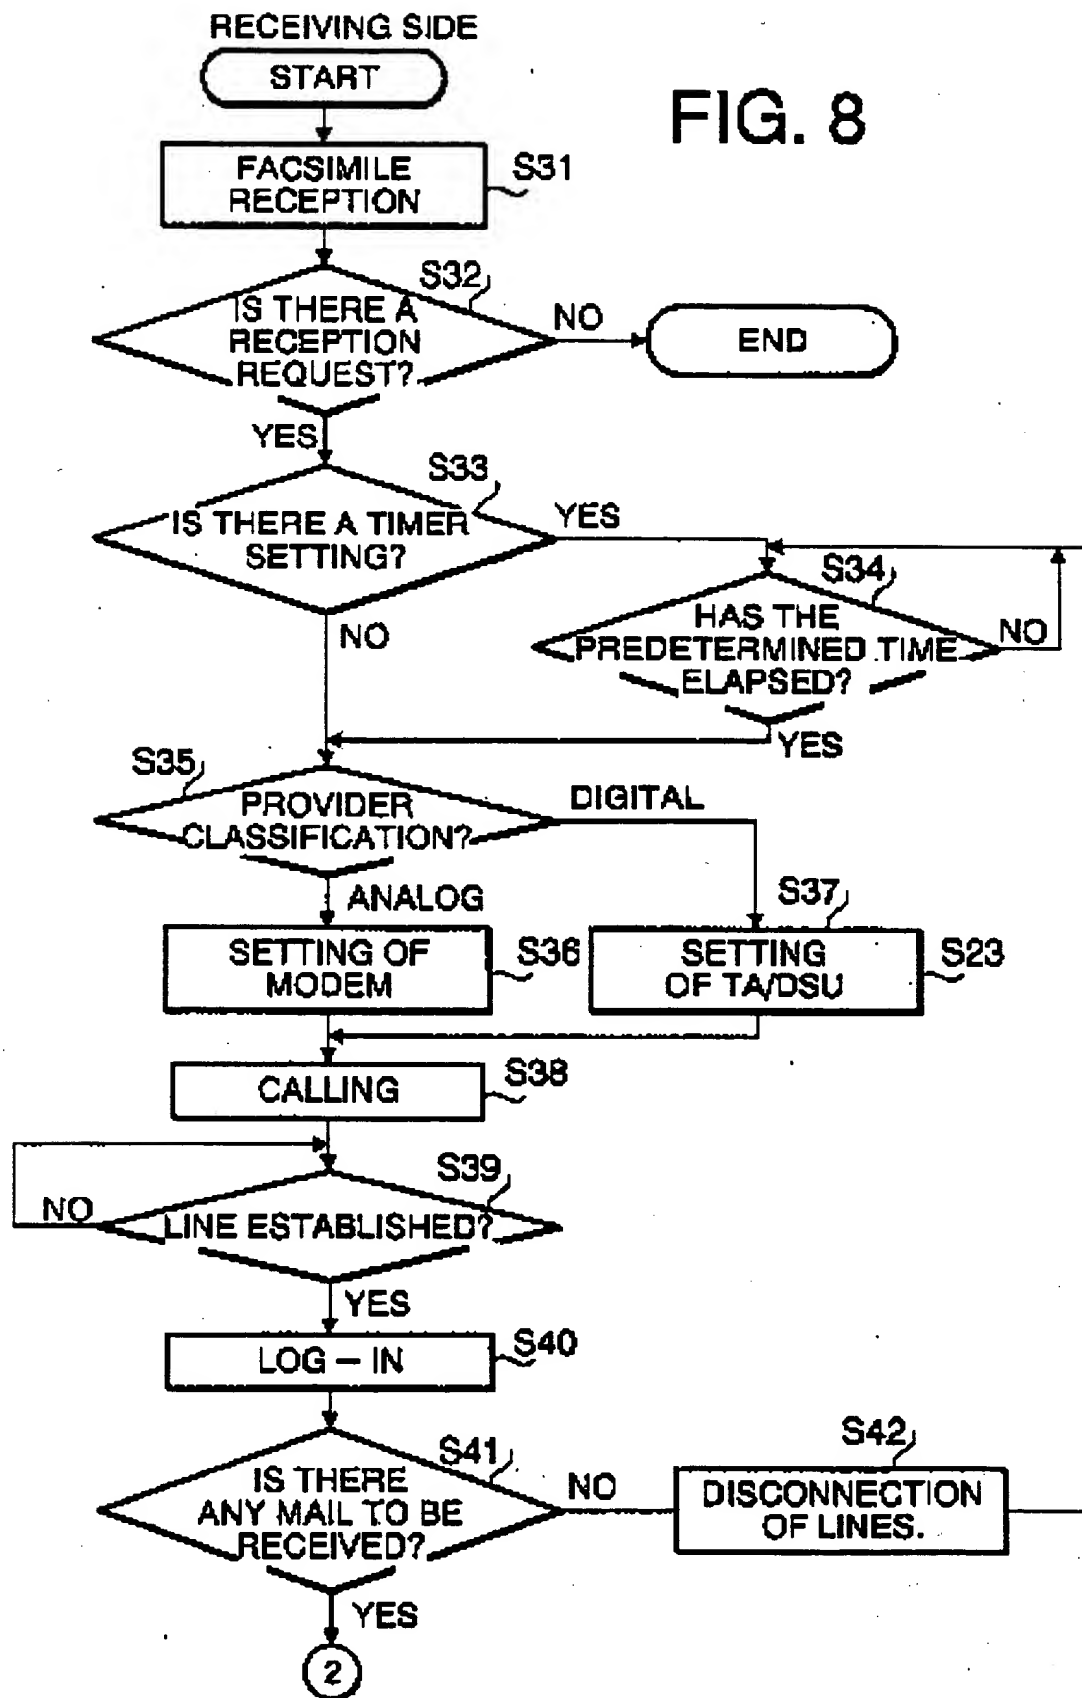 RECEIVING SIDE
START
FIG. 8
FACSIMILE
RECEPTION
S31
S32
IS THERE A
RECEPTION
REQUEST?
NO
END
YES
S33
IS THERE A TIMER
SETTING?
YES
NO
S34
HAS THE
PREDETERMINED TIME
ELAPSED?
NO
YES
S35
PROVIDER
CLASSIFICATION?
DIGITAL
ANALOG
SETTING OF
MODEM
S36
S37
SETTING
OF TA/DSU
S23
CALLING
S38
S39
LINE ESTABLISHED?
NO
YES
LOG – IN
S40
S41
IS THERE
ANY MAIL TO BE
RECEIVED?
NO
S42
DISCONNECTION
OF LINES.
YES
2